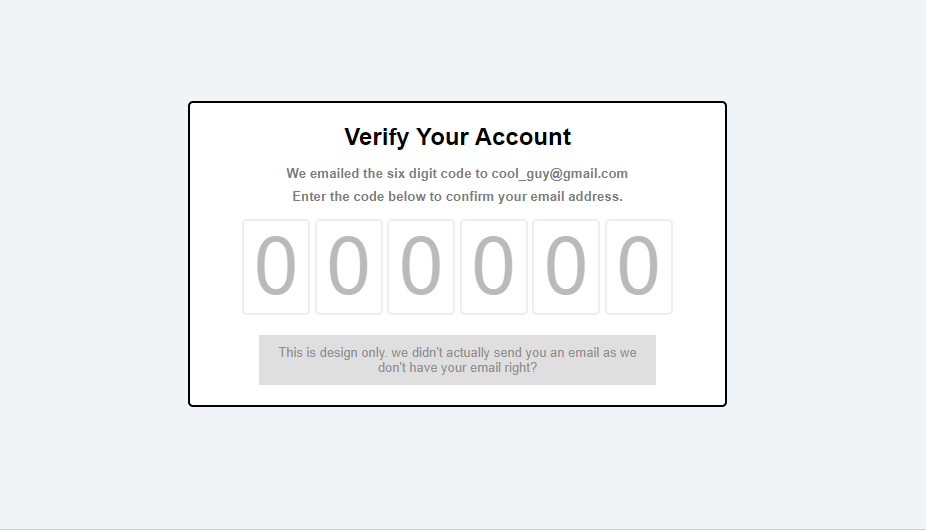 Verify Your Account
We emailed the six digit code to cool_guy@gmail.com
Enter the code below to confirm your email address.
0 0 0 0 0 0
This is design only. we didn't actually send you an email as we
don't have your email right?